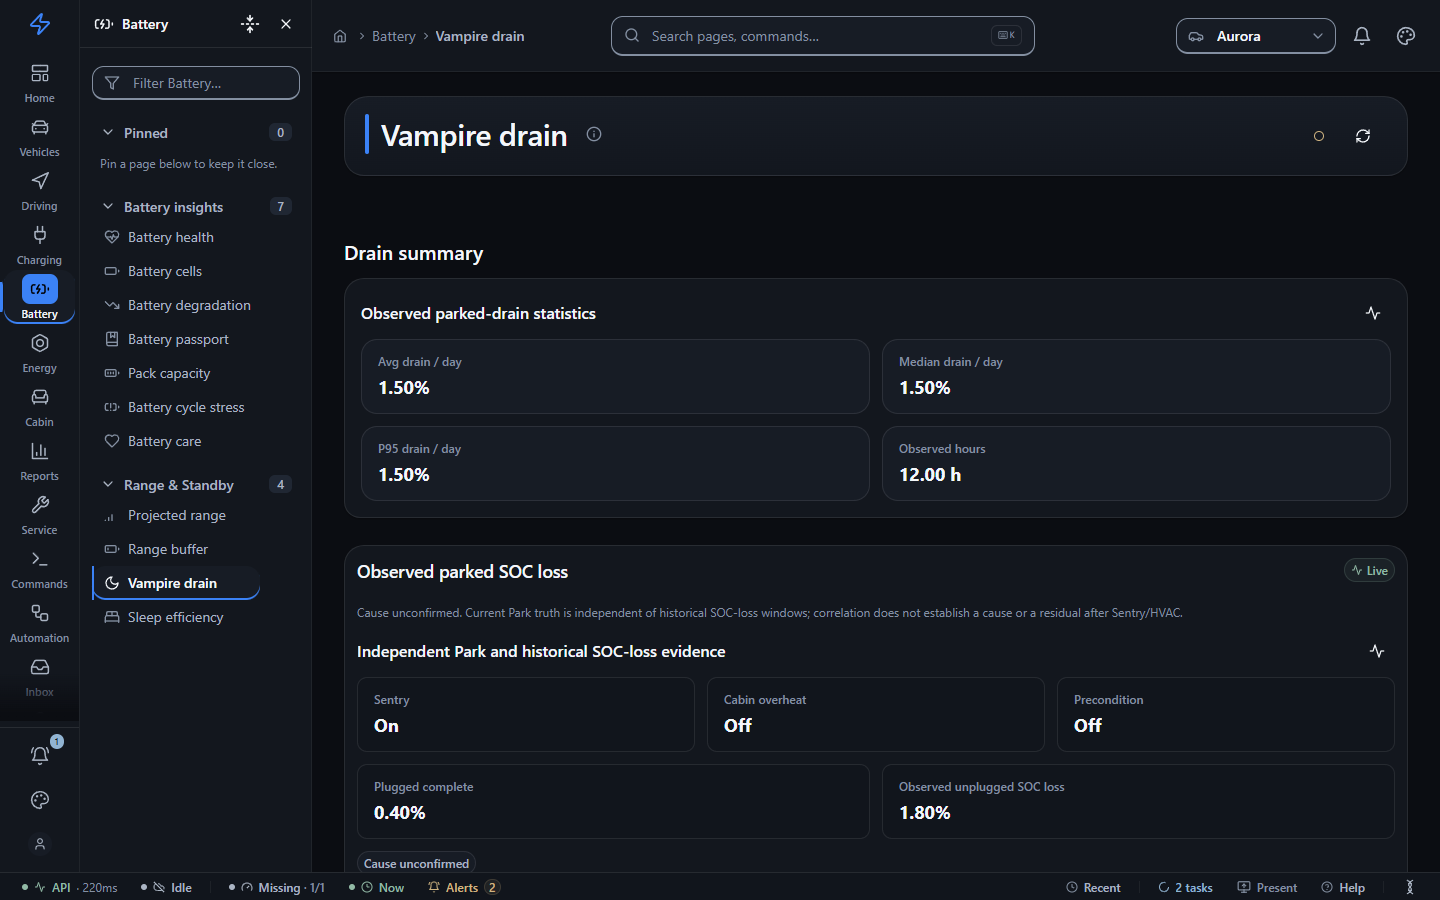 Battery
Battery
Vampire drain
Search pages, commands...
K
Aurora
Home
Vehicles
Driving
Charging
Battery
Energy
Cabin
Reports
Service
Commands
Automation
Inbox
1
Filter Battery...
Pinned
0
Pin a page below to keep it close.
Battery insights
7
Battery health
Battery cells
Battery degradation
Battery passport
Pack capacity
Battery cycle stress
Battery care
Range & Standby
4
Projected range
Range buffer
Vampire drain
Sleep efficiency
Vampire drain
Drain summary
Observed parked-drain statistics
Avg drain / day
1.50%
Median drain / day
1.50%
P95 drain / day
1.50%
Observed hours
12.00 h
Observed parked SOC loss
Live
Cause unconfirmed. Current Park truth is independent of historical SOC-loss windows; correlation does not establish a cause or a residual after Sentry/HVAC.
Independent Park and historical SOC-loss evidence
Sentry
On
Cabin overheat
Off
Precondition
Off
Plugged complete
0.40%
Observed unplugged SOC loss
1.80%
Cause unconfirmed
API · 220ms
Idle
Missing · 1/1
Now
Alerts 2
Recent
2 tasks
Present
Help